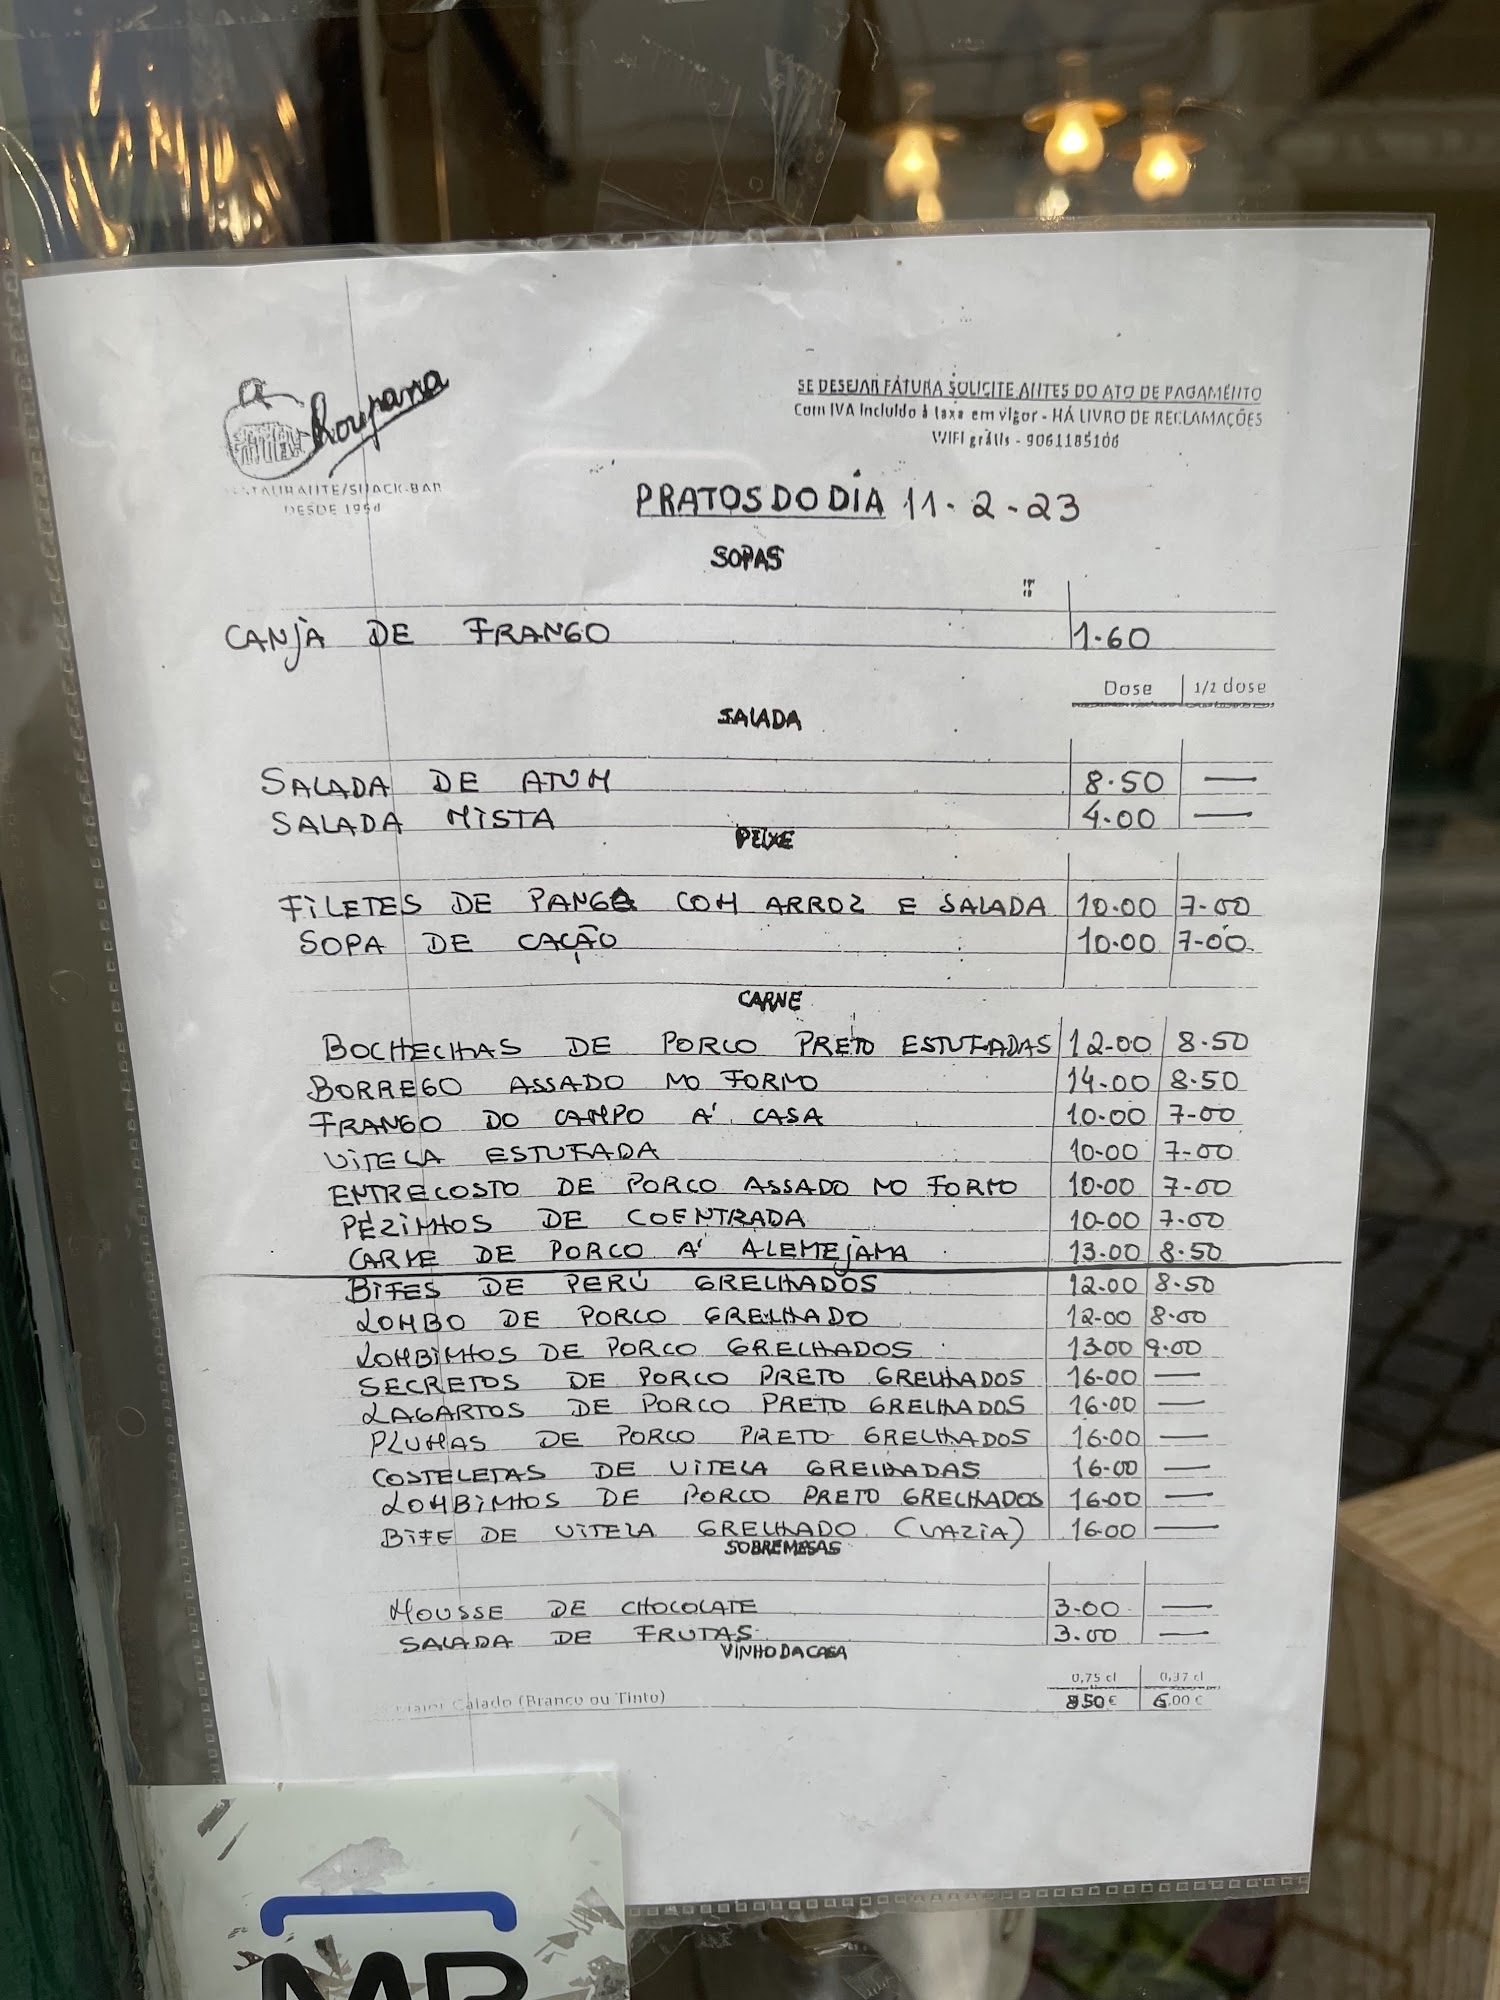 A Choupana
RESTAURANTE/SNACK-BAR
DESDE 1954
SE DESEJAR FATURA SOLICITE ANTES DO ATO DE PAGAMENTO
Com IVA Incluído à taxa em vigor - HÁ LIVRO DE RECLAMAÇÕES
WIFI grátis - 9061185106
PRATOS DO DIA 11-2-23
SOPAS
CANJA DE FRANGO 1.60
Dose 1/2 dose
SALADA
SALADA DE ATUM 8.50 —
SALADA MISTA 4.00 —
PEIXE
FILETES DE PANGA COM ARROZ E SALADA 10.00 7-00
SOPA DE CAÇÃO 10.00 7-00
CARNE
BOCHECHAS DE PORCO PRETO ESTUFADAS 12-00 8.50
BORREGO ASSADO NO FORNO 14-00 8.50
FRANGO DO CAMPO A' CASA 10-00 7-00
VITELA ESTUFADA 10-00 7-00
ENTRECOSTO DE PORCO ASSADO NO FORNO 10-00 7-00
PÉZINHOS DE COENTRADA 10-00 7-00
CARNE DE PORCO A' ALENEJANA 13.00 8-50
BIFES DE PERÚ GRELHADOS 12.00 8-50
LOMBO DE PORCO GRELHADO 12-00 8-00
LOMBINHOS DE PORCO GRELHADOS 13.00 9-00
SECRETOS DE PORCO PRETO GRELHADOS 16-00 —
LAGARTOS DE PORCO PRETO GRELHADOS 16-00 —
PLUMAS DE PORCO PRETO GRELHADOS 16-00 —
COSTELETAS DE VITELA GRELHADAS 16-00 —
LOMBINHOS DE PORCO PRETO GRELHADOS 16-00 —
BIFE DE VITELA GRELHADO (VAZIA) 16-00 —
SOBREMESAS
MOUSSE DE CHOCOLATE 3-00 —
SALADA DE FRUTAS 3.00 —
VINHO DA CASA
0,75 cl 0,37 cl
Calado (Branco ou Tinto) 8 50 € 6.00 €
MB